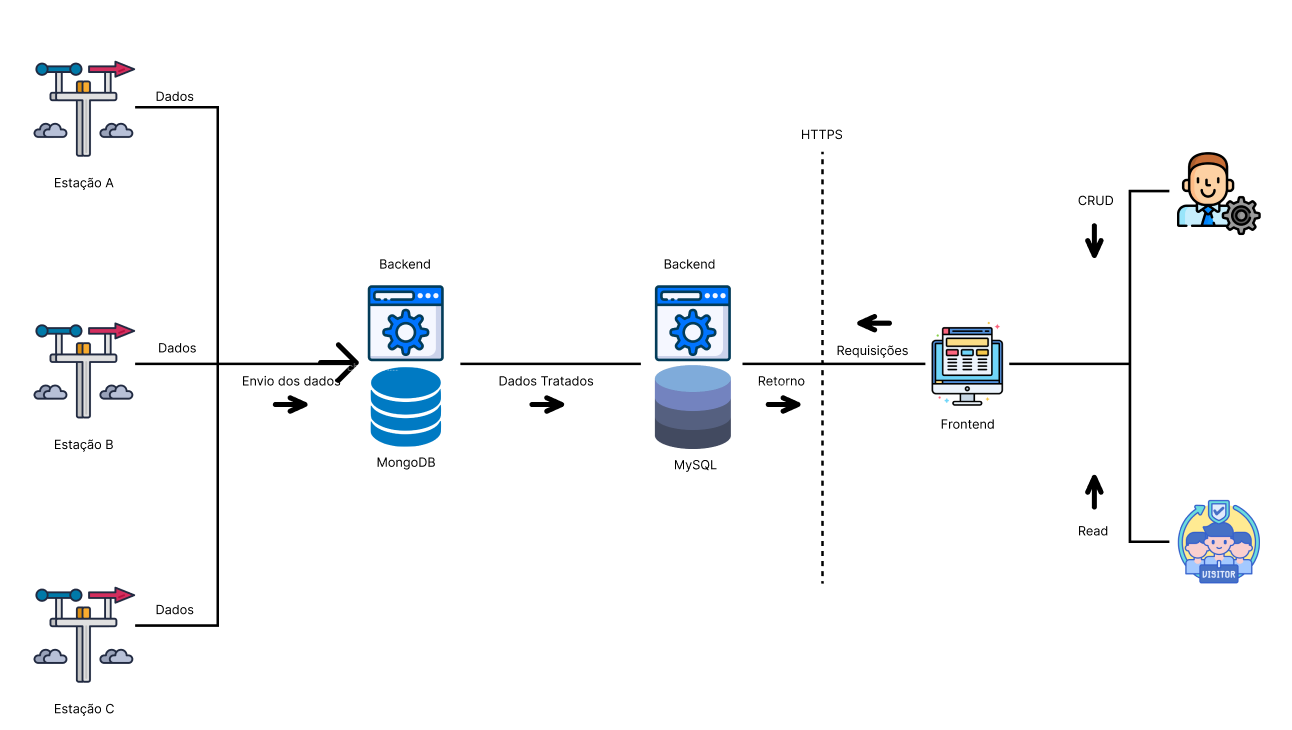 Dados
Estação A
Dados
Estação B
Dados
Estação C
Envio dos dados
Backend
MongoDB
Dados Tratados
Backend
MySQL
Retorno
HTTPS
Requisições
Frontend
CRUD
Read
VISITOR